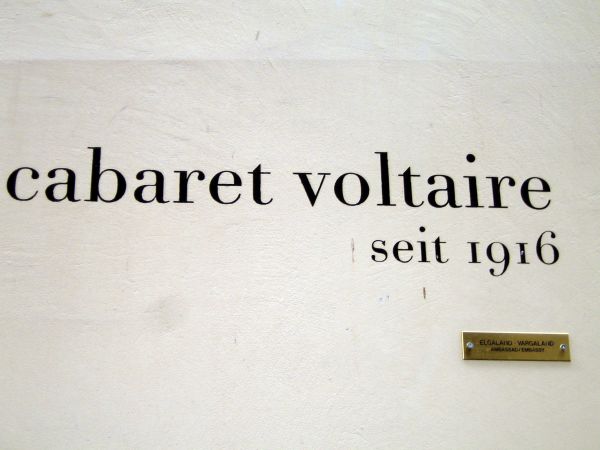 cabaret voltaire
seit 1916
ELGALAND · VARGALAND
AMBASSAD / EMBASSY